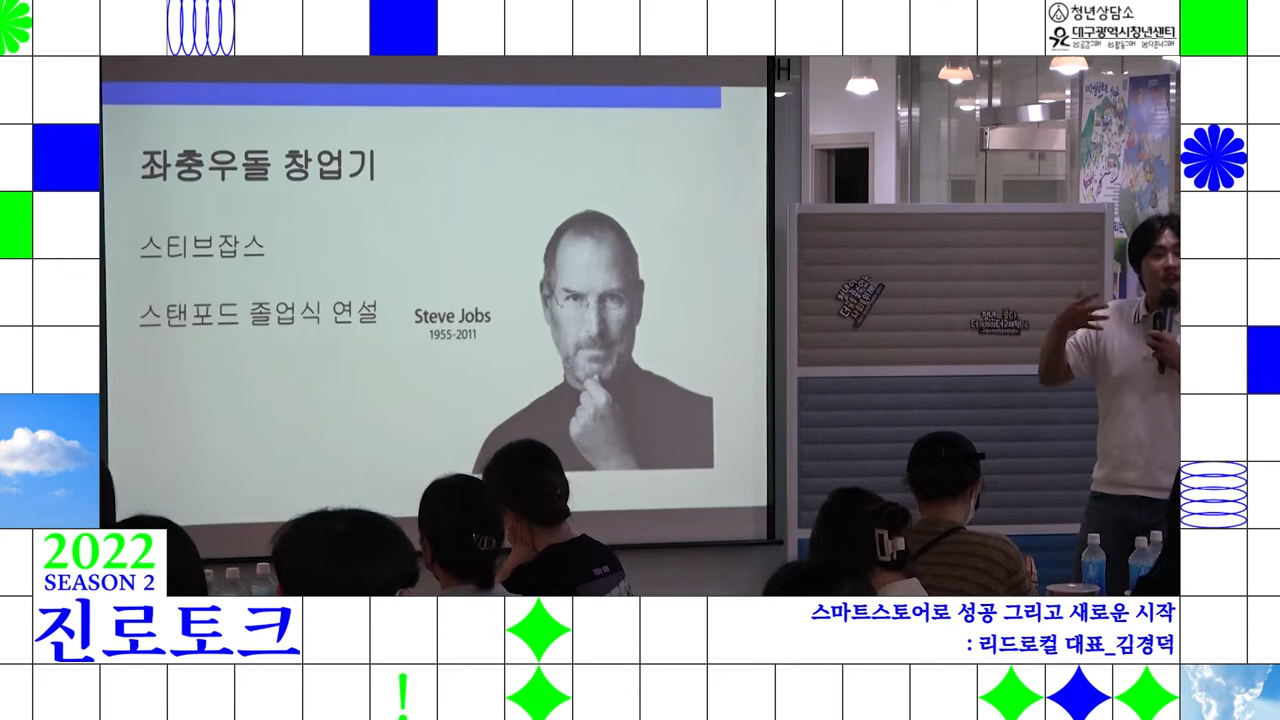 청년상담소
대구광역시청년센터
좌충우돌 창업기
스티브잡스
스탠포드 졸업식 연설
Steve Jobs
1955-2011
H
2022
SEASON 2
진로토크
스마트스토어로 성공 그리고 새로운 시작
: 리드로컬 대표_김경덕